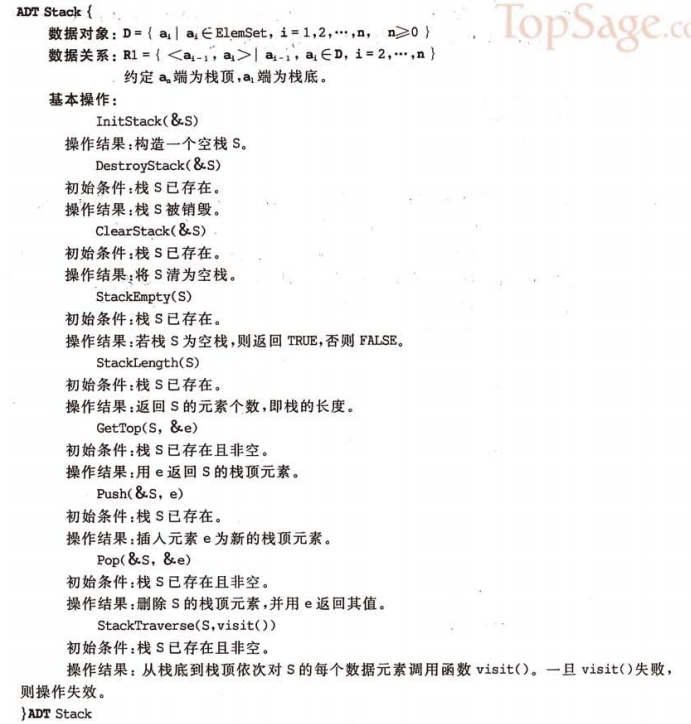 TopSage.co
ADT Stack {
数据对象：D = { aᵢ | aᵢ∈ElemSet, i = 1,2,⋯,n, n≥0 }
数据关系：R1 = { <aᵢ₋₁, aᵢ> | aᵢ₋₁, aᵢ∈D, i = 2,⋯,n }
约定 aₙ端为栈顶,a₁端为栈底。
基本操作：
InitStack(&S)
操作结果：构造一个空栈 S。
DestroyStack(&S)
初始条件：栈 S 已存在。
操作结果：栈 S 被销毁。
ClearStack(&S)
初始条件：栈 S 已存在。
操作结果：将 S 清为空栈。
StackEmpty(S)
初始条件：栈 S 已存在。
操作结果：若栈 S 为空栈,则返回 TRUE,否则 FALSE。
StackLength(S)
初始条件：栈 S 已存在。
操作结果：返回 S 的元素个数,即栈的长度。
GetTop(S, &e)
初始条件：栈 S 已存在且非空。
操作结果：用 e 返回 S 的栈顶元素。
Push(&S, e)
初始条件：栈 S 已存在。
操作结果：插入元素 e 为新的栈顶元素。
Pop(&S, &e)
初始条件：栈 S 已存在且非空。
操作结果：删除 S 的栈顶元素,并用 e 返回其值。
StackTraverse(S,visit())
初始条件：栈 S 已存在且非空。
操作结果：从栈底到栈顶依次对 S 的每个数据元素调用函数 visit()。一旦 visit()失败,
则操作失效。
}ADT Stack